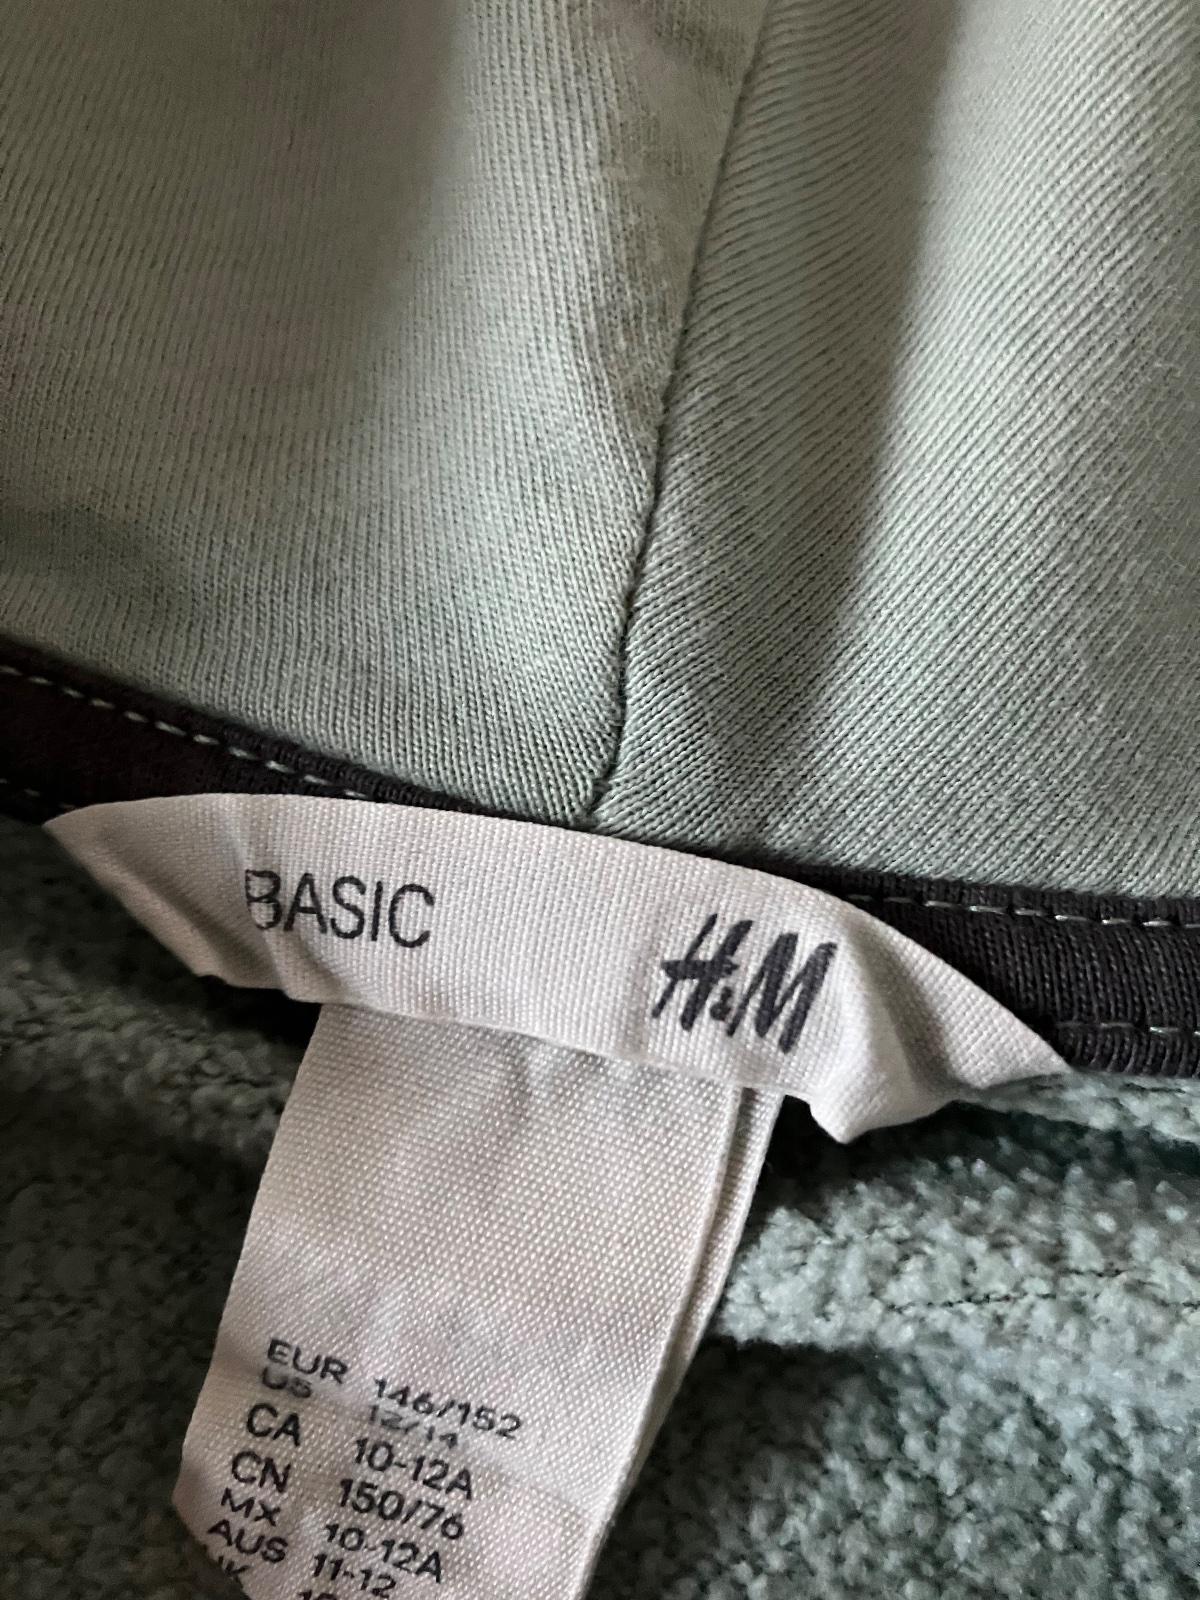 BASIC
H&M
EUR 146/152
US 12/14
CA 10-12A
CN 150/76
MX 10-12A
AUS 11-12